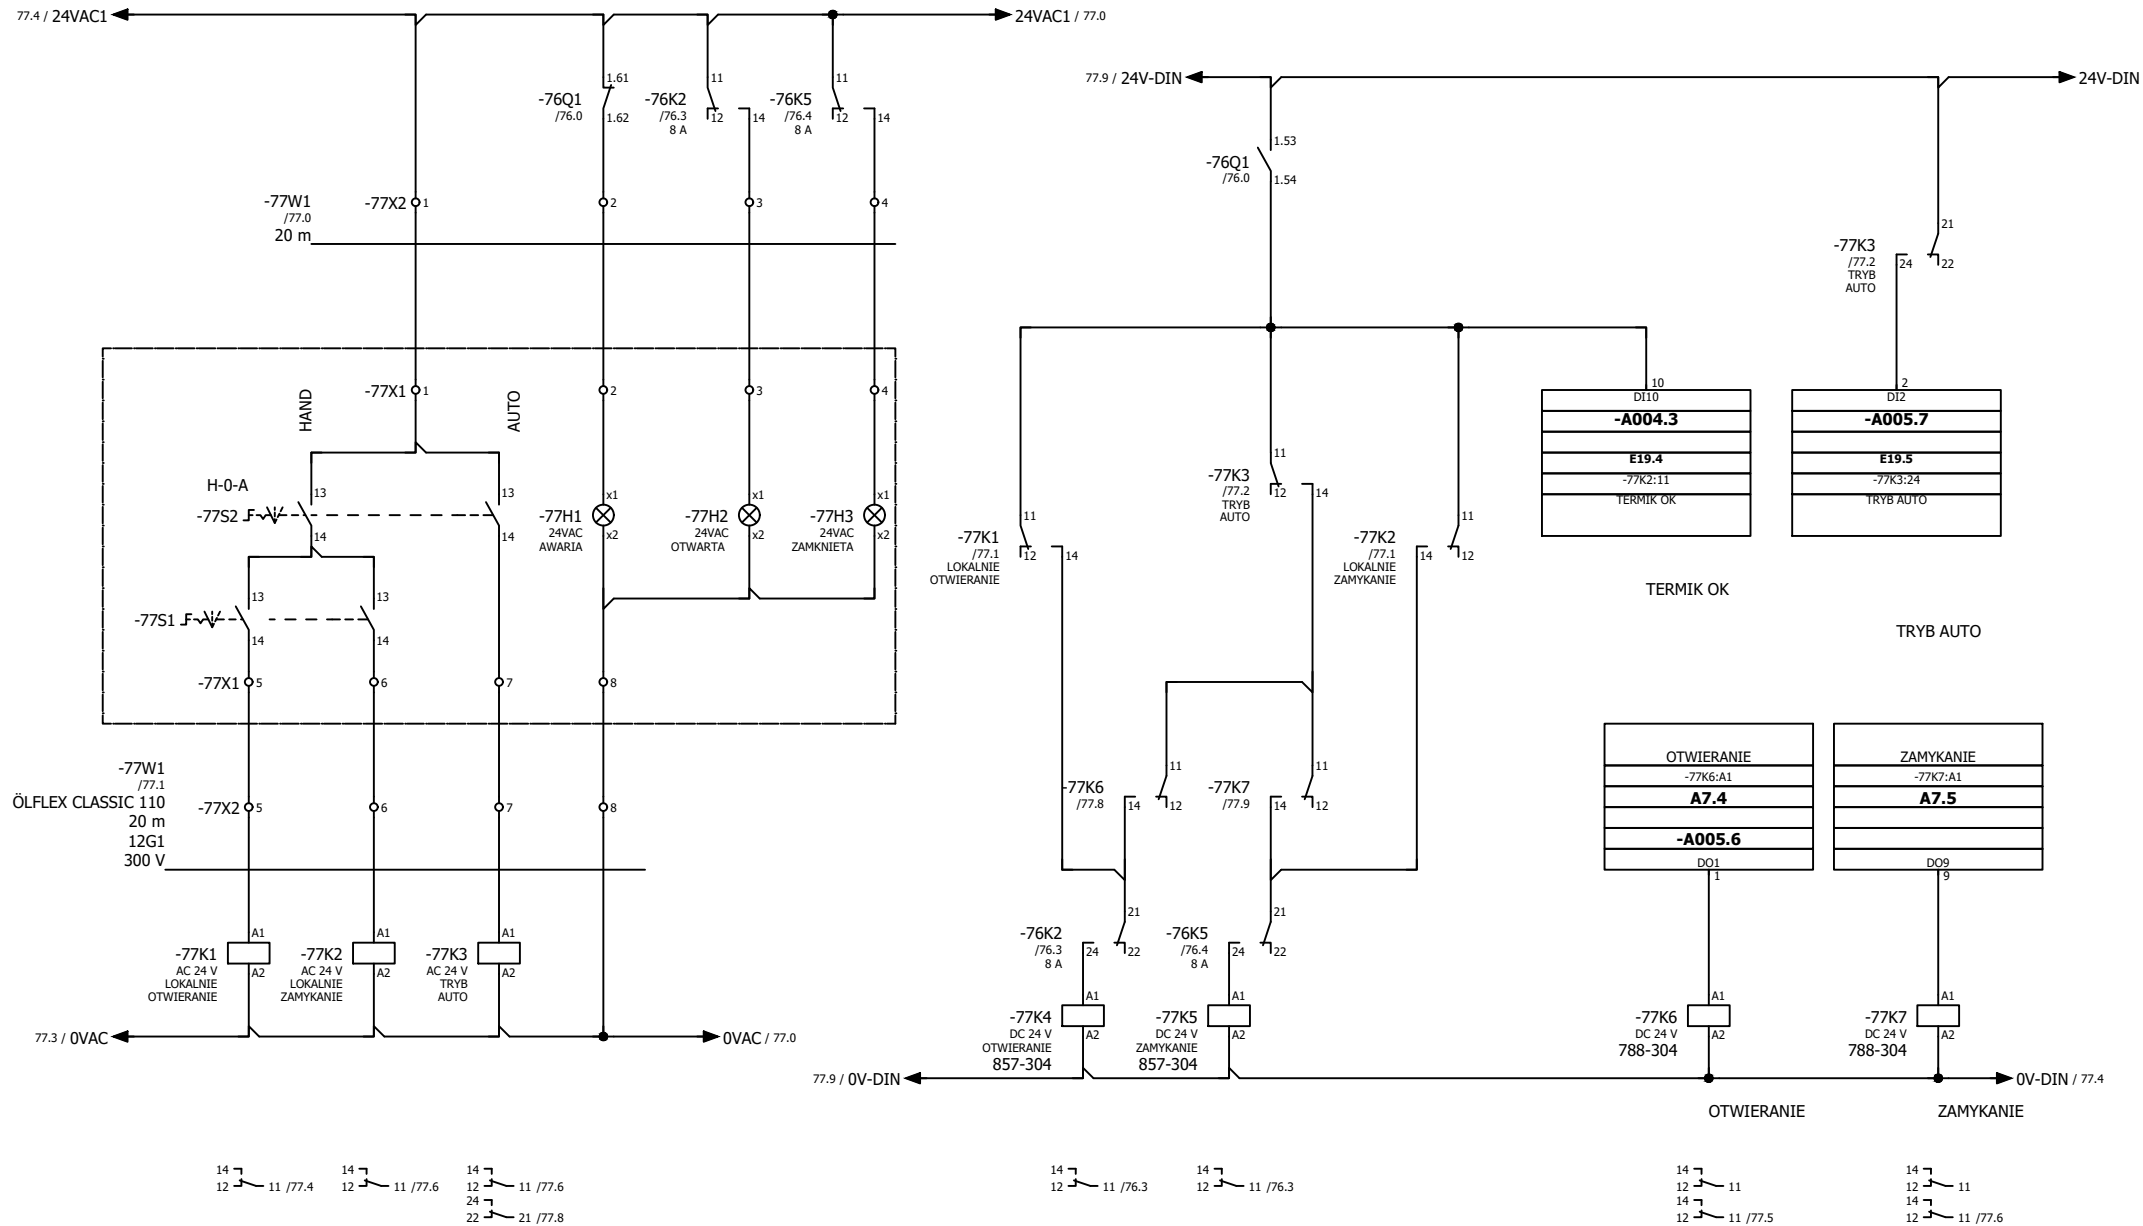 77.4 / 24VAC1
24VAC1 / 77.0
77.9 / 24V-DIN
24V-DIN
-76Q1
/76.0
1.61
1.62
-76K2
/76.3
8 A
11
12
14
-76K5
/76.4
8 A
11
12
14
-76Q1
/76.0
1.53
1.54
-77W1
/77.0
20 m
-77X2
1
2
3
4
-77K3
/77.2
TRYB
AUTO
21
24
22
HAND
-77X1
1
AUTO
2
3
4
10
DI10
-A004.3
E19.4
-77K2:11
TERMIK OK
2
DI2
-A005.7
E19.5
-77K3:24
TRYB AUTO
H-0-A
-77S2
13
14
13
14
-77H1
24VAC
AWARIA
x1
x2
-77H2
24VAC
OTWARTA
x1
x2
-77H3
24VAC
ZAMKNIETA
x1
x2
-77K1
/77.1
LOKALNIE
OTWIERANIE
11
12
14
-77K3
/77.2
TRYB
AUTO
11
12
14
-77K2
/77.1
LOKALNIE
ZAMYKANIE
11
14
12
TERMIK OK
TRYB AUTO
-77S1
13
14
13
14
-77X1
5
6
7
8
-77W1
/77.1
ÖLFLEX CLASSIC 110
20 m
12G1
300 V
-77X2
5
6
7
8
-77K6
/77.8
11
14
12
-77K7
/77.9
11
14
12
OTWIERANIE
-77K6:A1
A7.4
-A005.6
DO1
1
ZAMYKANIE
-77K7:A1
A7.5
DO9
9
-77K1
AC 24 V
LOKALNIE
OTWIERANIE
A1
A2
-77K2
AC 24 V
LOKALNIE
ZAMYKANIE
A1
A2
-77K3
AC 24 V
TRYB
AUTO
A1
A2
-76K2
/76.3
8 A
21
24
22
-76K5
/76.4
8 A
21
24
22
-77K4
DC 24 V
OTWIERANIE
857-304
A1
A2
-77K5
DC 24 V
ZAMYKANIE
857-304
A1
A2
-77K6
DC 24 V
788-304
A1
A2
-77K7
DC 24 V
788-304
A1
A2
77.3 / 0VAC
0VAC / 77.0
77.9 / 0V-DIN
0V-DIN / 77.4
OTWIERANIE
ZAMYKANIE
14
12 11 /77.4
14
12 11 /77.6
14
12 11 /77.6
24
22 21 /77.8
14
12 11 /76.3
14
12 11 /76.3
14
12 11
14
12 11 /77.5
14
12 11
14
12 11 /77.6